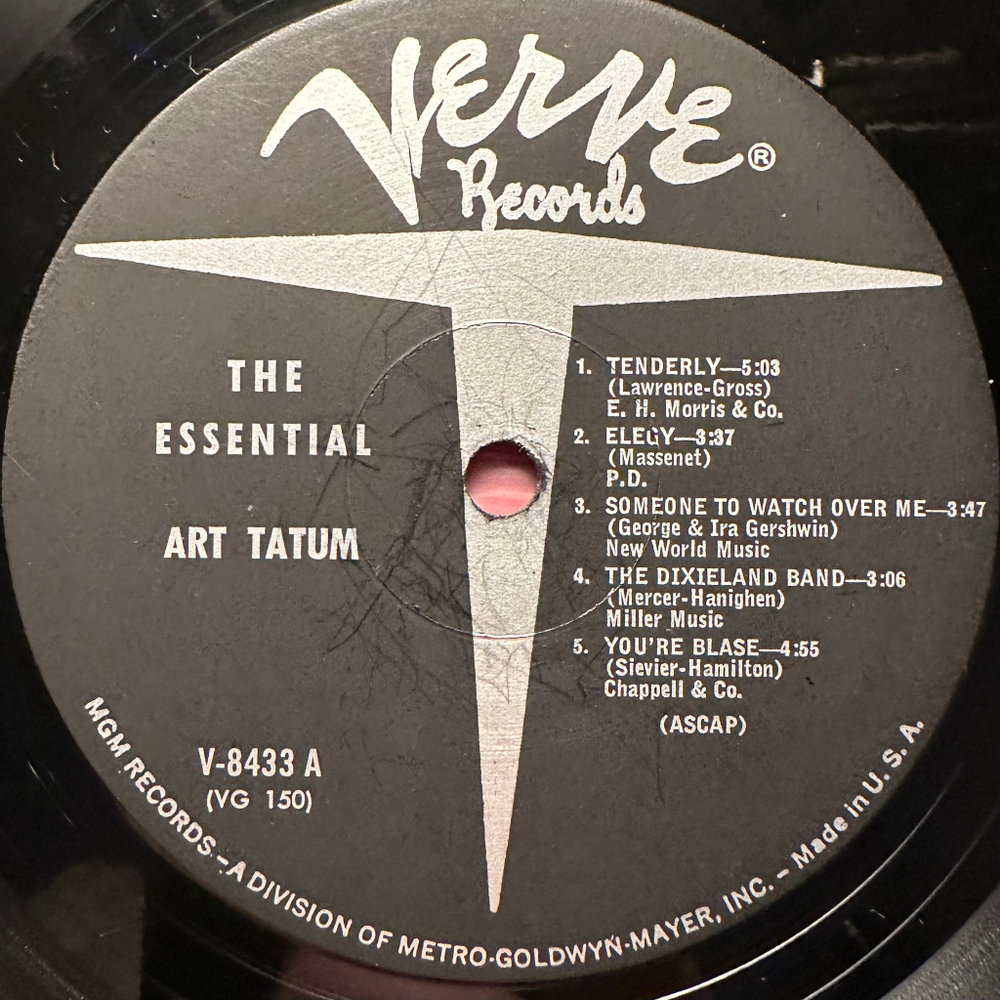 Verve®
Records
THE
ESSENTIAL
ART TATUM
1. TENDERLY—5:03
(Lawrence-Gross)
E. H. Morris & Co.
2. ELEGY—3:37
(Massenet)
P.D.
3. SOMEONE TO WATCH OVER ME—3:47
(George & Ira Gershwin)
New World Music
4. THE DIXIELAND BAND—3:06
(Mercer-Hanighen)
Miller Music
5. YOU'RE BLASE—4:55
(Sievier-Hamilton)
Chappell & Co.
(ASCAP)
V-8433 A
(VG 150)
MGM RECORDS–A DIVISION OF METRO-GOLDWYN-MAYER, INC. – Made in U. S. A.